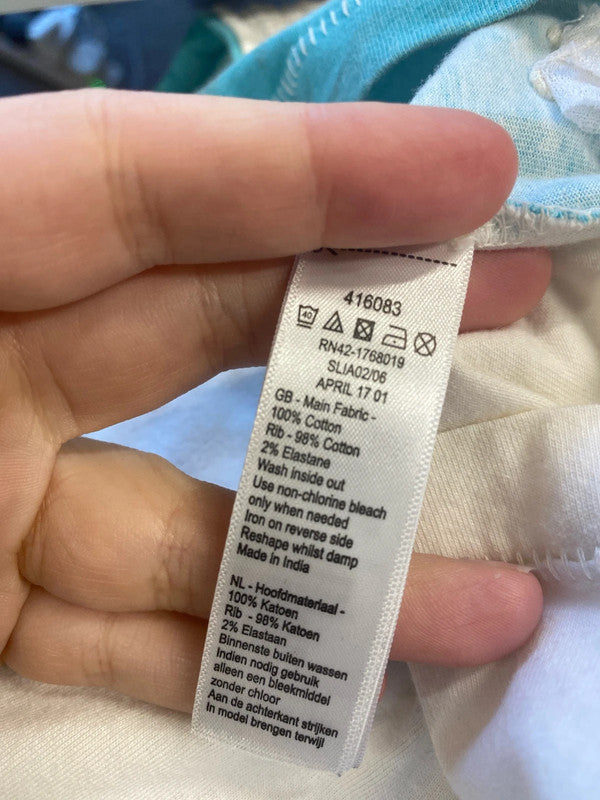 416083
40
RN42-1768019
SLIA02/06
APRIL 17 01
GB - Main Fabric -
100% Cotton
Rib - 98% Cotton
2% Elastane
Wash inside out
Use non-chlorine bleach
only when needed
Iron on reverse side
Reshape whilst damp
Made in India
NL - Hoofdmateriaal -
100% Katoen
Rib - 98% Katoen
2% Elastaan
Binnenste buiten wassen
Indien nodig gebruik
alleen een bleekmiddel
zonder chloor
Aan de achterkant strijken
In model brengen terwijl